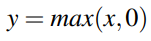 y = max(x,0)